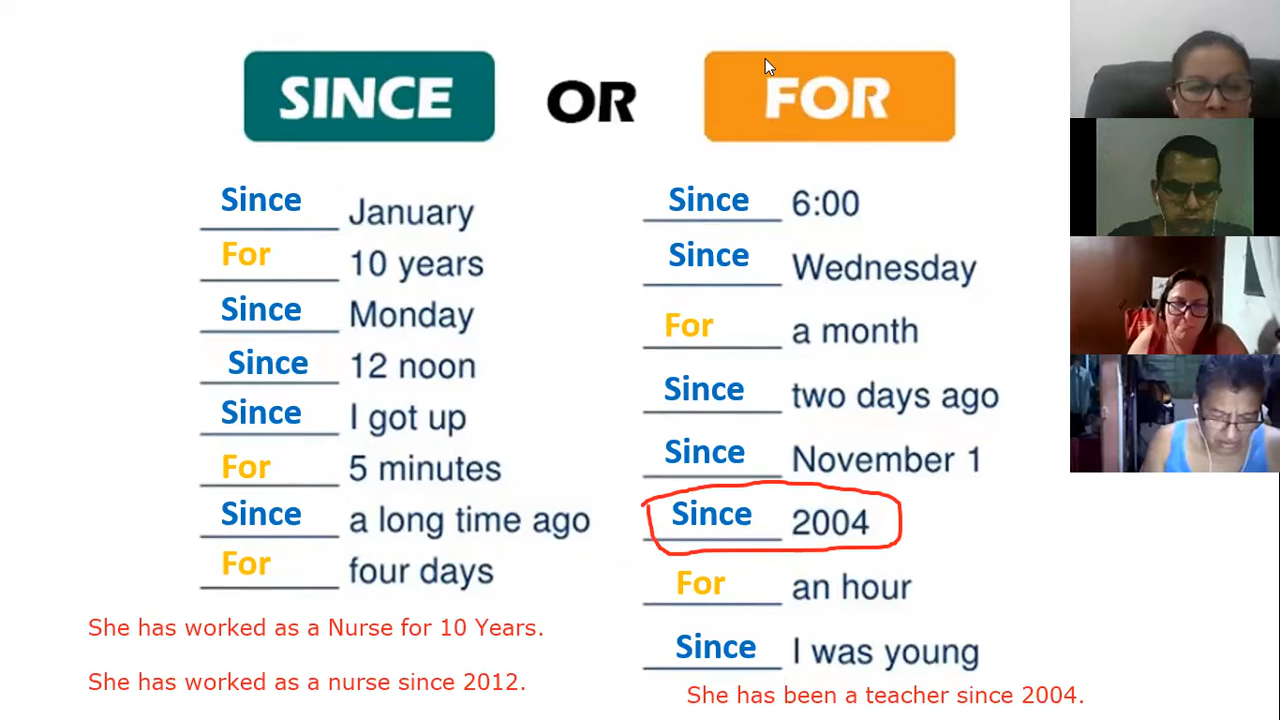 SINCE OR FOR
Since January
For 10 years
Since Monday
Since 12 noon
Since I got up
For 5 minutes
Since a long time ago
For four days
Since 6:00
Since Wednesday
For a month
Since two days ago
Since November 1
Since 2004
For an hour
Since I was young
She has worked as a Nurse for 10 Years.
She has worked as a nurse since 2012.
She has been a teacher since 2004.